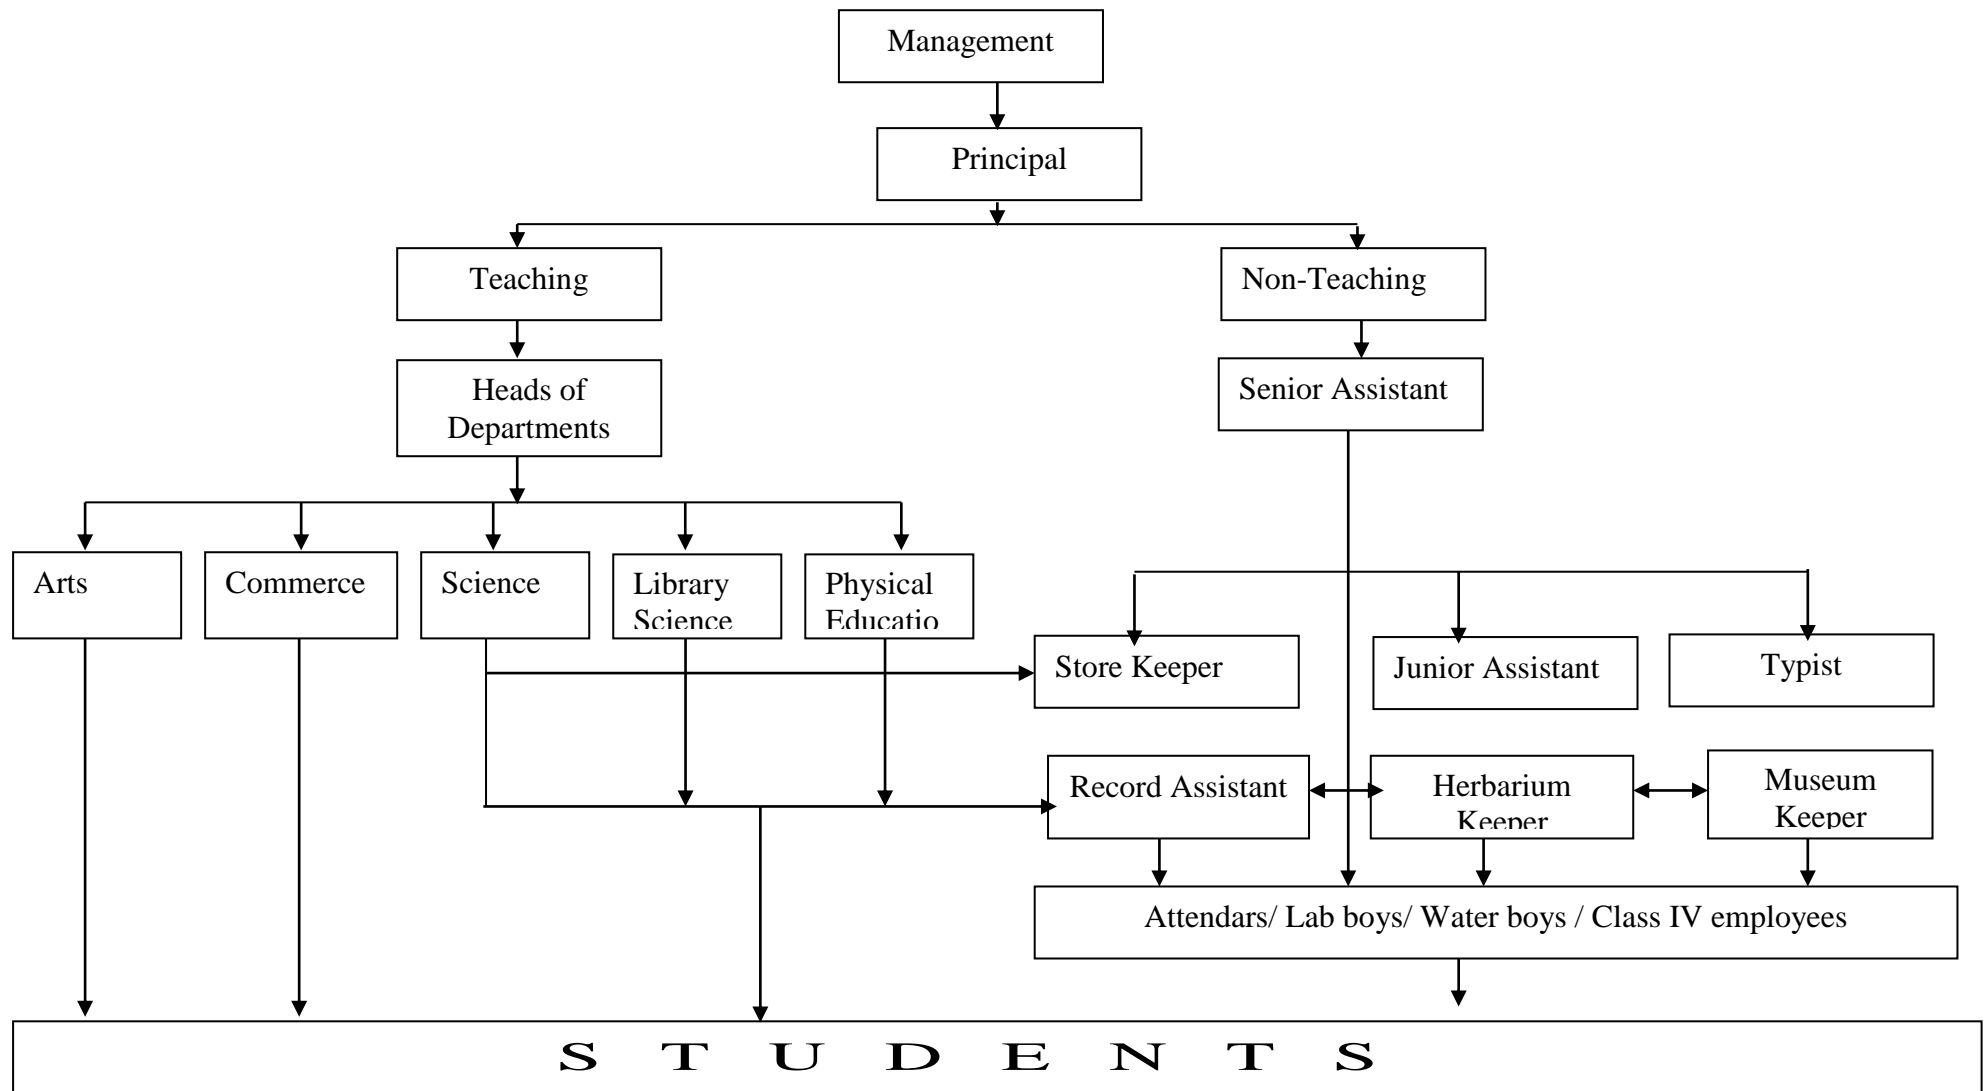 Management
Principal
Teaching
Non-Teaching
Heads of
Departments
Senior Assistant
Arts
Commerce
Science
Library
Science
Physical
Educatio
Store Keeper
Junior Assistant
Typist
Record Assistant
Herbarium
Keeper
Museum
Keeper
Attendars/ Lab boys/ Water boys / Class IV employees
S T U D E N T S